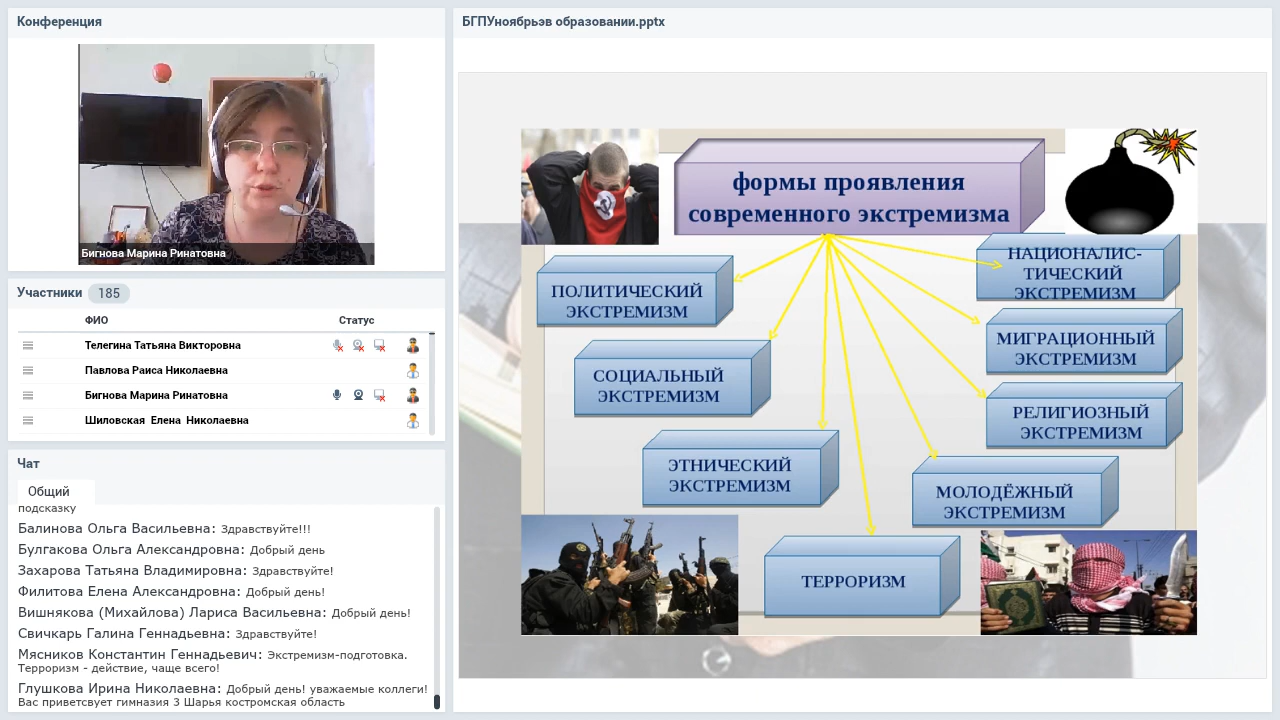 Конференция
Бигнова Марина Ринатовна
Участники 185
ФИО Статус
Телегина Татьяна Викторовна
Павлова Раиса Николаевна
Бигнова Марина Ринатовна
Шиловская Елена Николаевна
Чат
Общий
подсказку
Балинова Ольга Васильевна: Здравствуйте!!!
Булгакова Ольга Александровна: Добрый день
Захарова Татьяна Владимировна: Здравствуйте!
Филитова Елена Александровна: Добрый день!
Вишнякова (Михайлова) Лариса Васильевна: Добрый день!
Свичкарь Галина Геннадьевна: Здравствуйте!
Мясников Константин Геннадьевич: Экстремизм-подготовка.
Терроризм - действие, чаще всего!
Глушкова Ирина Николаевна: Добрый день! уважаемые коллеги!
Вас приветсвует гимназия 3 Шарья костромская область
БГПУноябрьэв образовании.pptx
формы проявления
современного экстремизма
ПОЛИТИЧЕСКИЙ
ЭКСТРЕМИЗМ
СОЦИАЛЬНЫЙ
ЭКСТРЕМИЗМ
ЭТНИЧЕСКИЙ
ЭКСТРЕМИЗМ
ТЕРРОРИЗМ
НАЦИОНАЛИС-
ТИЧЕСКИЙ
ЭКСТРЕМИЗМ
МИГРАЦИОННЫЙ
ЭКСТРЕМИЗМ
РЕЛИГИОЗНЫЙ
ЭКСТРЕМИЗМ
МОЛОДЁЖНЫЙ
ЭКСТРЕМИЗМ